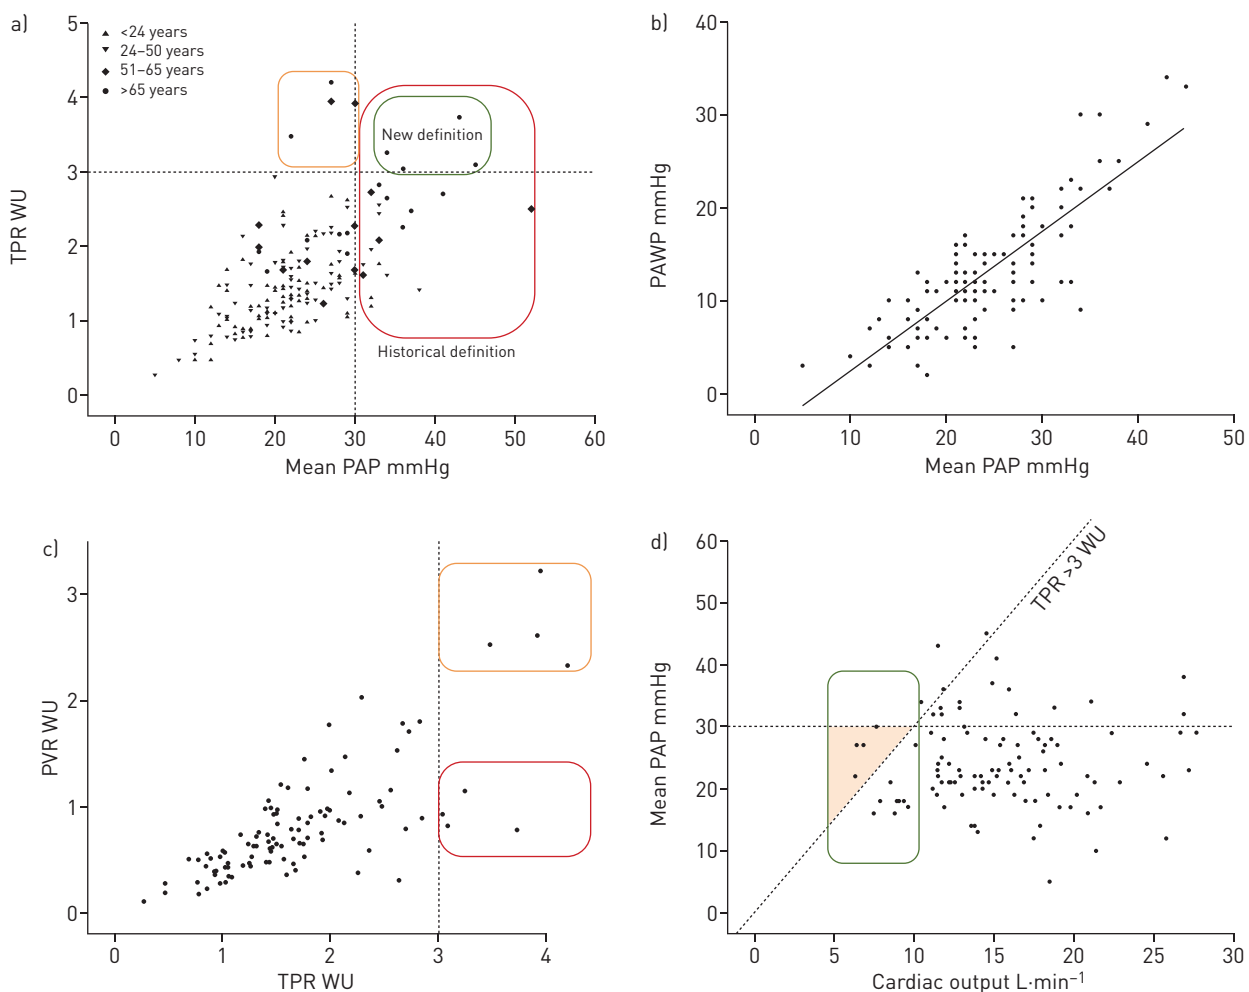 a)
5
4
3
2
1
0
TPR WU
<24 years
24–50 years
51–65 years
>65 years
New definition
Historical definition
0 10 20 30 40 50 60
Mean PAP mmHg
b)
40
30
20
10
0
PAWP mmHg
0 10 20 30 40 50
Mean PAP mmHg
c)
3
2
1
0
PVR WU
0 1 2 3 4
TPR WU
d)
60
50
40
30
20
10
0
Mean PAP mmHg
TPR >3 WU
0 5 10 15 20 25 30
Cardiac output L·min⁻¹